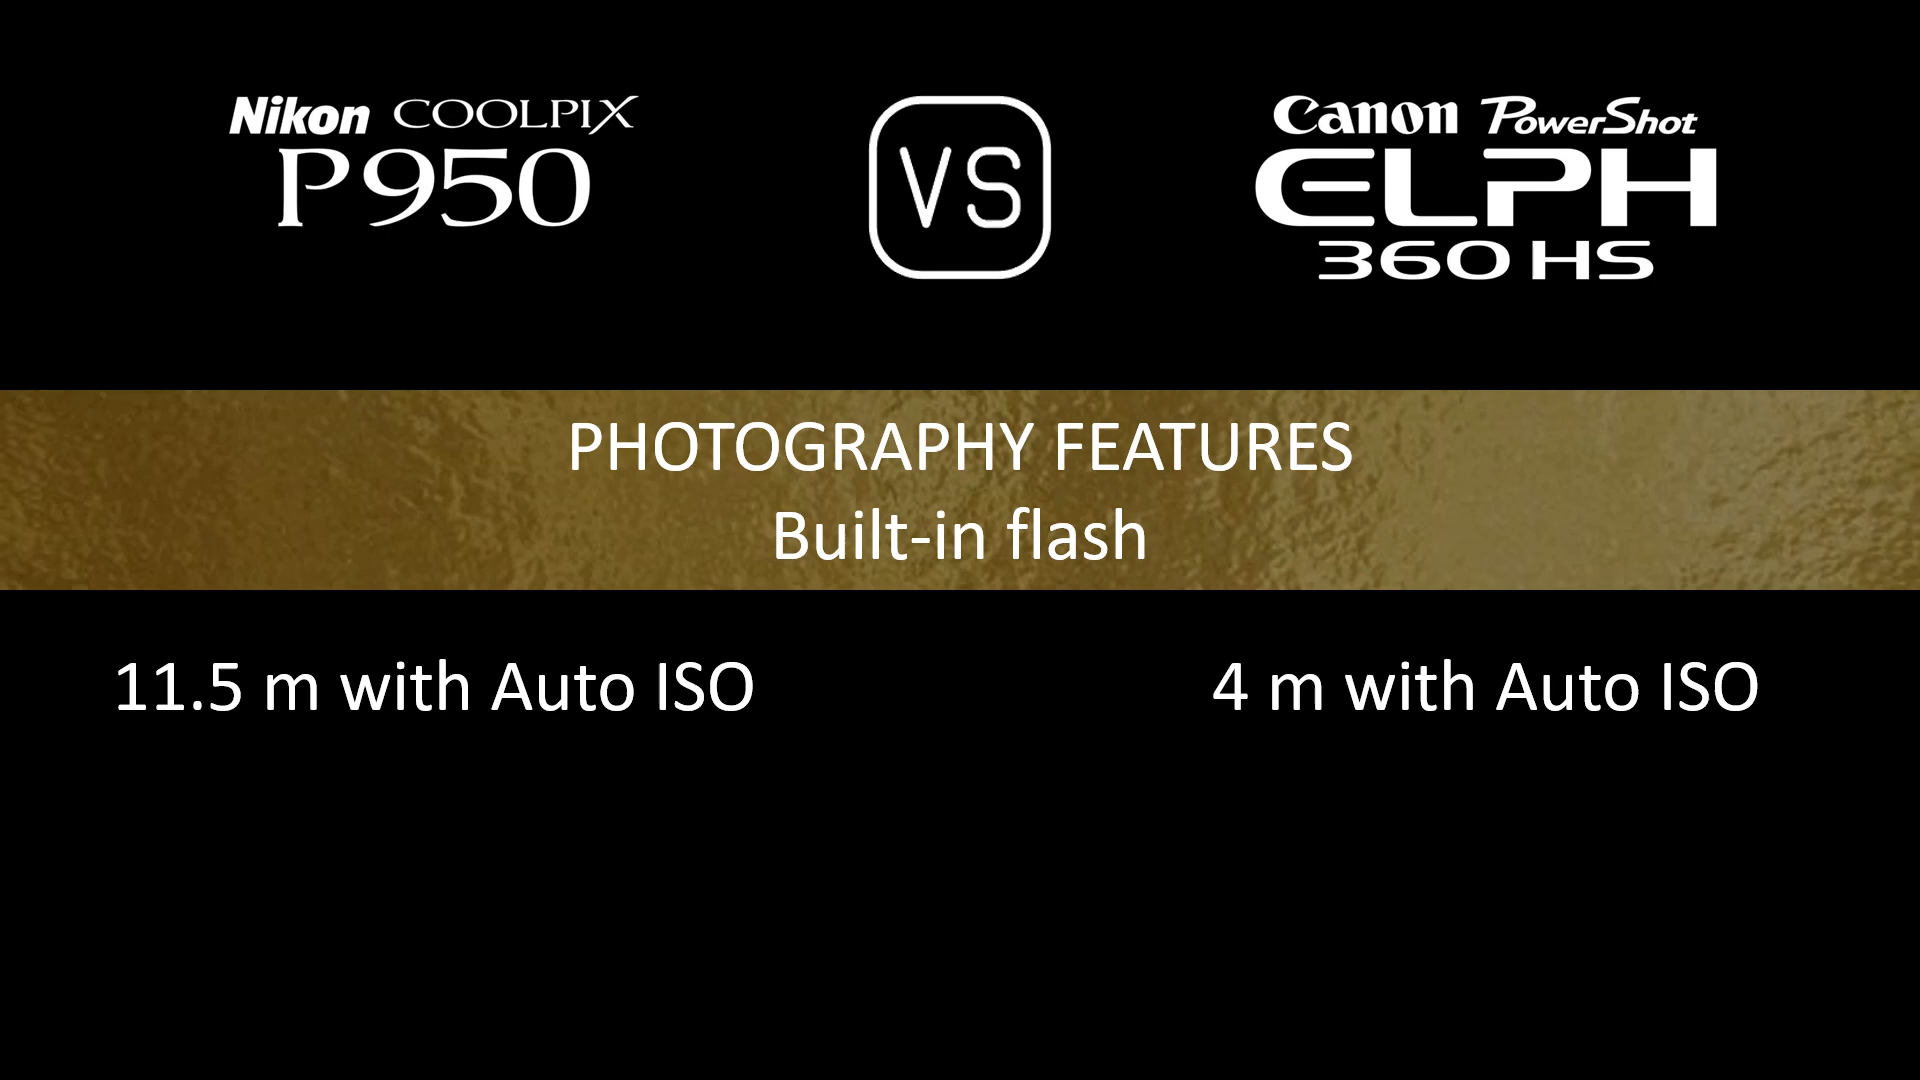 Nikon COOLPIX
P950
VS
Canon PowerShot
ELPH
360 HS
PHOTOGRAPHY FEATURES
Built-in flash
11.5 m with Auto ISO
4 m with Auto ISO